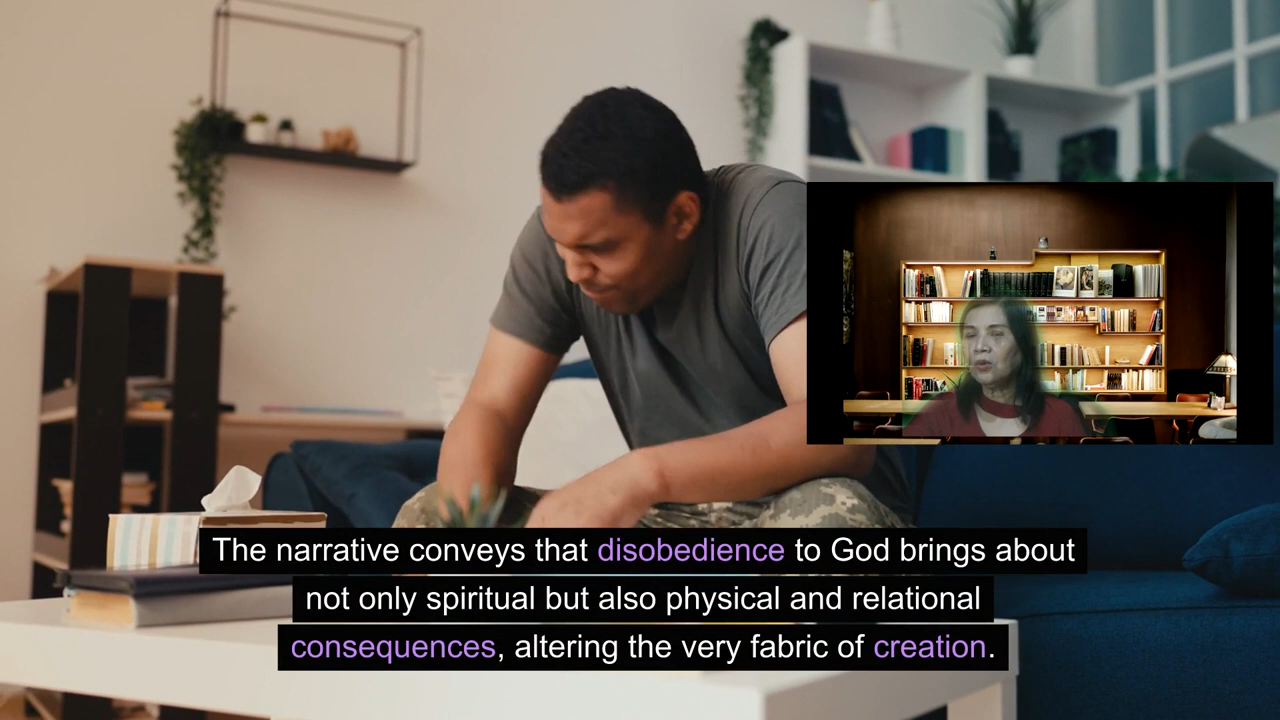 The narrative conveys that disobedience to God brings about
not only spiritual but also physical and relational
consequences, altering the very fabric of creation.